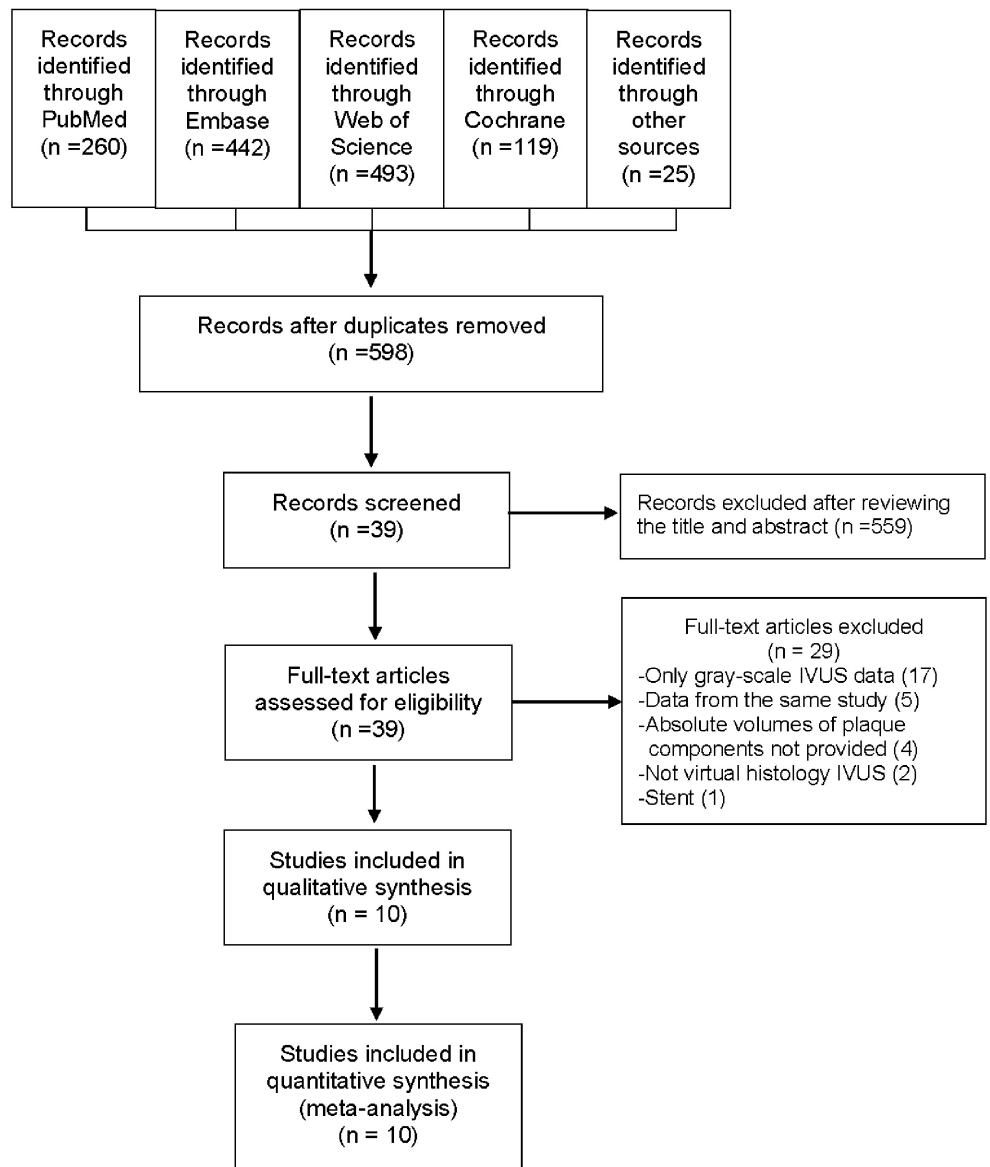 Records
identified
through
PubMed
(n =260)
Records
identified
through
Embase
(n =442)
Records
identified
through
Web of
Science
(n =493)
Records
identified
through
Cochrane
(n =119)
Records
identified
through
other
sources
(n =25)
Records after duplicates removed
(n =598)
Records screened
(n =39)
Records excluded after reviewing
the title and abstract (n =559)
Full-text articles
assessed for eligibility
(n =39)
Full-text articles excluded
(n = 29)
-Only gray-scale IVUS data (17)
-Data from the same study (5)
-Absolute volumes of plaque
components not provided (4)
-Not virtual histology IVUS (2)
-Stent (1)
Studies included in
qualitative synthesis
(n = 10)
Studies included in
quantitative synthesis
(meta-analysis)
(n = 10)